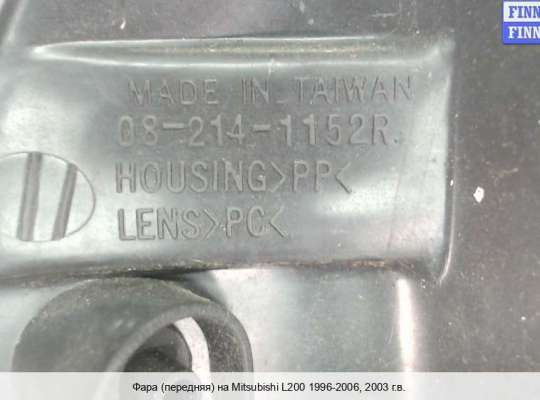 FINN
FINN
MADE IN TAIWAN
08-214-1152R
HOUSING>PP<
LENS>PC<
Фара (передняя) на Mitsubishi L200 1996-2006, 2003 г.в.